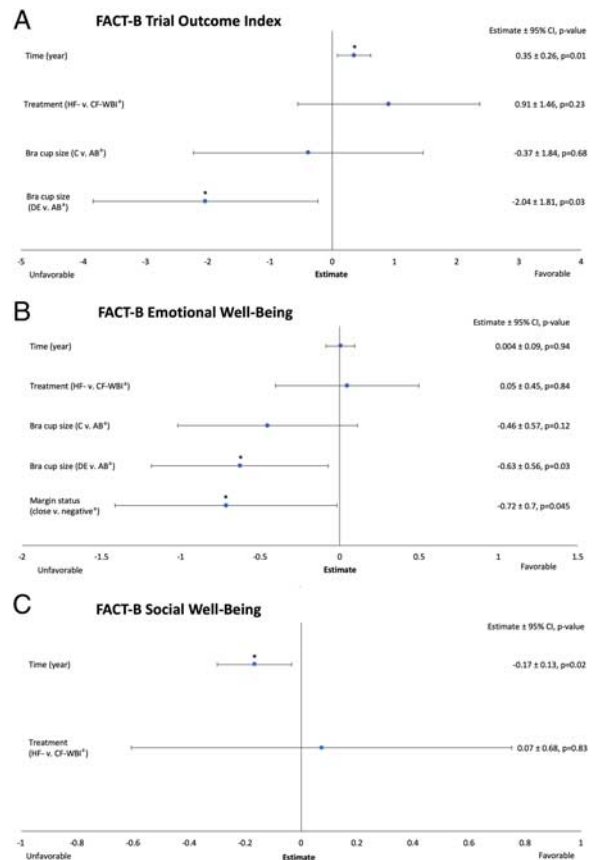 A
FACT-B Trial Outcome Index
Estimate ± 95% CI, p-value
Time (year)
*
0.35 ± 0.26, p=0.01
Treatment (HF- v. CF-WBI⁺)
0.91 ± 1.46, p=0.23
Bra cup size (C v. AB⁺)
-0.37 ± 1.84, p=0.68
Bra cup size
(DE v. AB⁺)
*
-2.04 ± 1.81, p=0.03
-5 -4 -3 -2 -1 0 1 2 3 4
Unfavorable Estimate Favorable
B
FACT-B Emotional Well-Being
Estimate ± 95% CI, p-value
Time (year)
0.004 ± 0.09, p=0.94
Treatment (HF- v. CF-WBI⁺)
0.05 ± 0.45, p=0.84
Bra cup size (C v. AB⁺)
-0.46 ± 0.57, p=0.12
Bra cup size (DE v. AB⁺)
*
-0.63 ± 0.56, p=0.03
Margin status
(close v. negative⁺)
*
-0.72 ± 0.7, p=0.045
-2 -1.5 -1 -0.5 0 0.5 1 1.5
Unfavorable Estimate Favorable
C
FACT-B Social Well-Being
Estimate ± 95% CI, p-value
Time (year)
*
-0.17 ± 0.13, p=0.02
Treatment
(HF- v. CF-WBI⁺)
0.07 ± 0.68, p=0.83
-1 -0.8 -0.6 -0.4 -0.2 0 0.2 0.4 0.6 0.8 1
Unfavorable Estimate Favorable